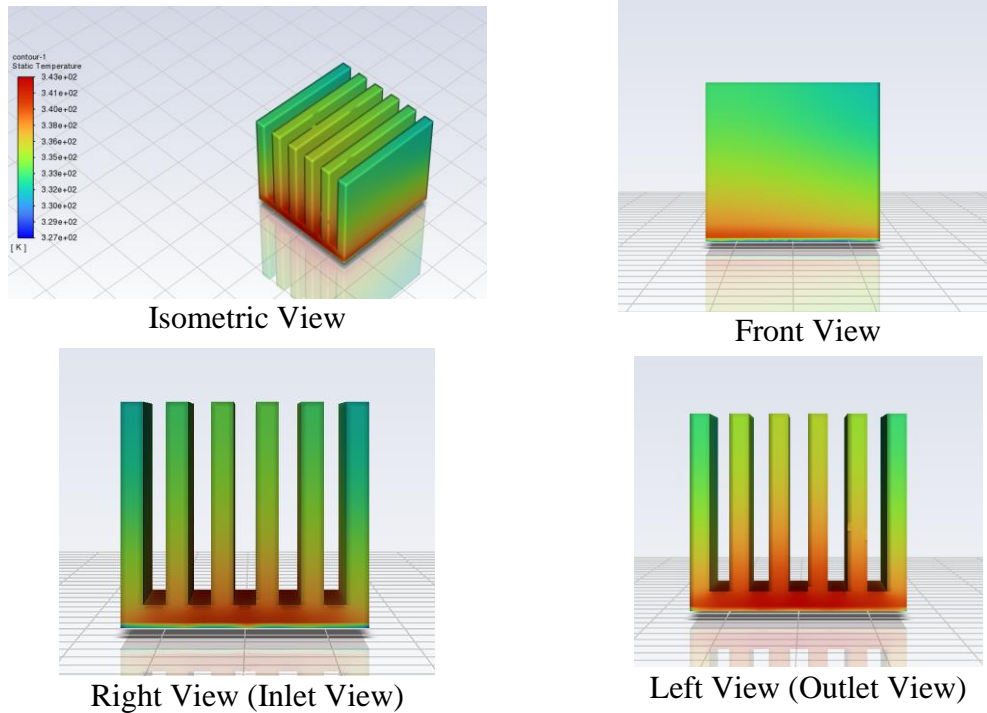 contour-1
Static Temperature
3.43e+02
3.41e+02
3.40e+02
3.38e+02
3.36e+02
3.35e+02
3.33e+02
3.32e+02
3.30e+02
3.29e+02
3.27e+02
[ K ]
Isometric View
Front View
Right View (Inlet View)
Left View (Outlet View)